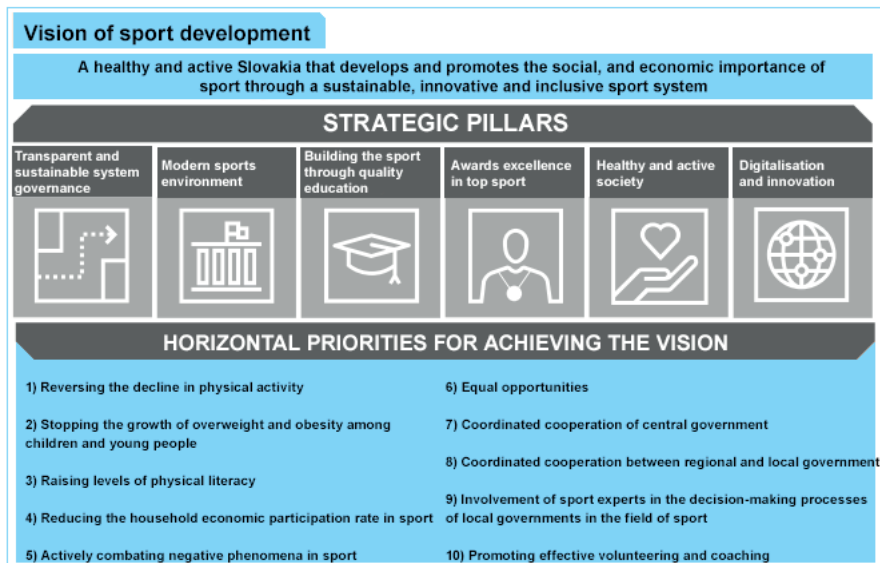 Vision of sport development
A healthy and active Slovakia that develops and promotes the social, and economic importance of
sport through a sustainable, innovative and inclusive sport system
STRATEGIC PILLARS
Transparent and
sustainable system
governance
Modern sports
environment
Building the sport
through quality
education
Awards excellence
in top sport
Healthy and active
society
Digitalisation
and innovation
HORIZONTAL PRIORITIES FOR ACHIEVING THE VISION
1) Reversing the decline in physical activity
2) Stopping the growth of overweight and obesity among
children and young people
3) Raising levels of physical literacy
4) Reducing the household economic participation rate in sport
5) Actively combating negative phenomena in sport
6) Equal opportunities
7) Coordinated cooperation of central government
8) Coordinated cooperation between regional and local government
9) Involvement of sport experts in the decision-making processes
of local governments in the field of sport
10) Promoting effective volunteering and coaching